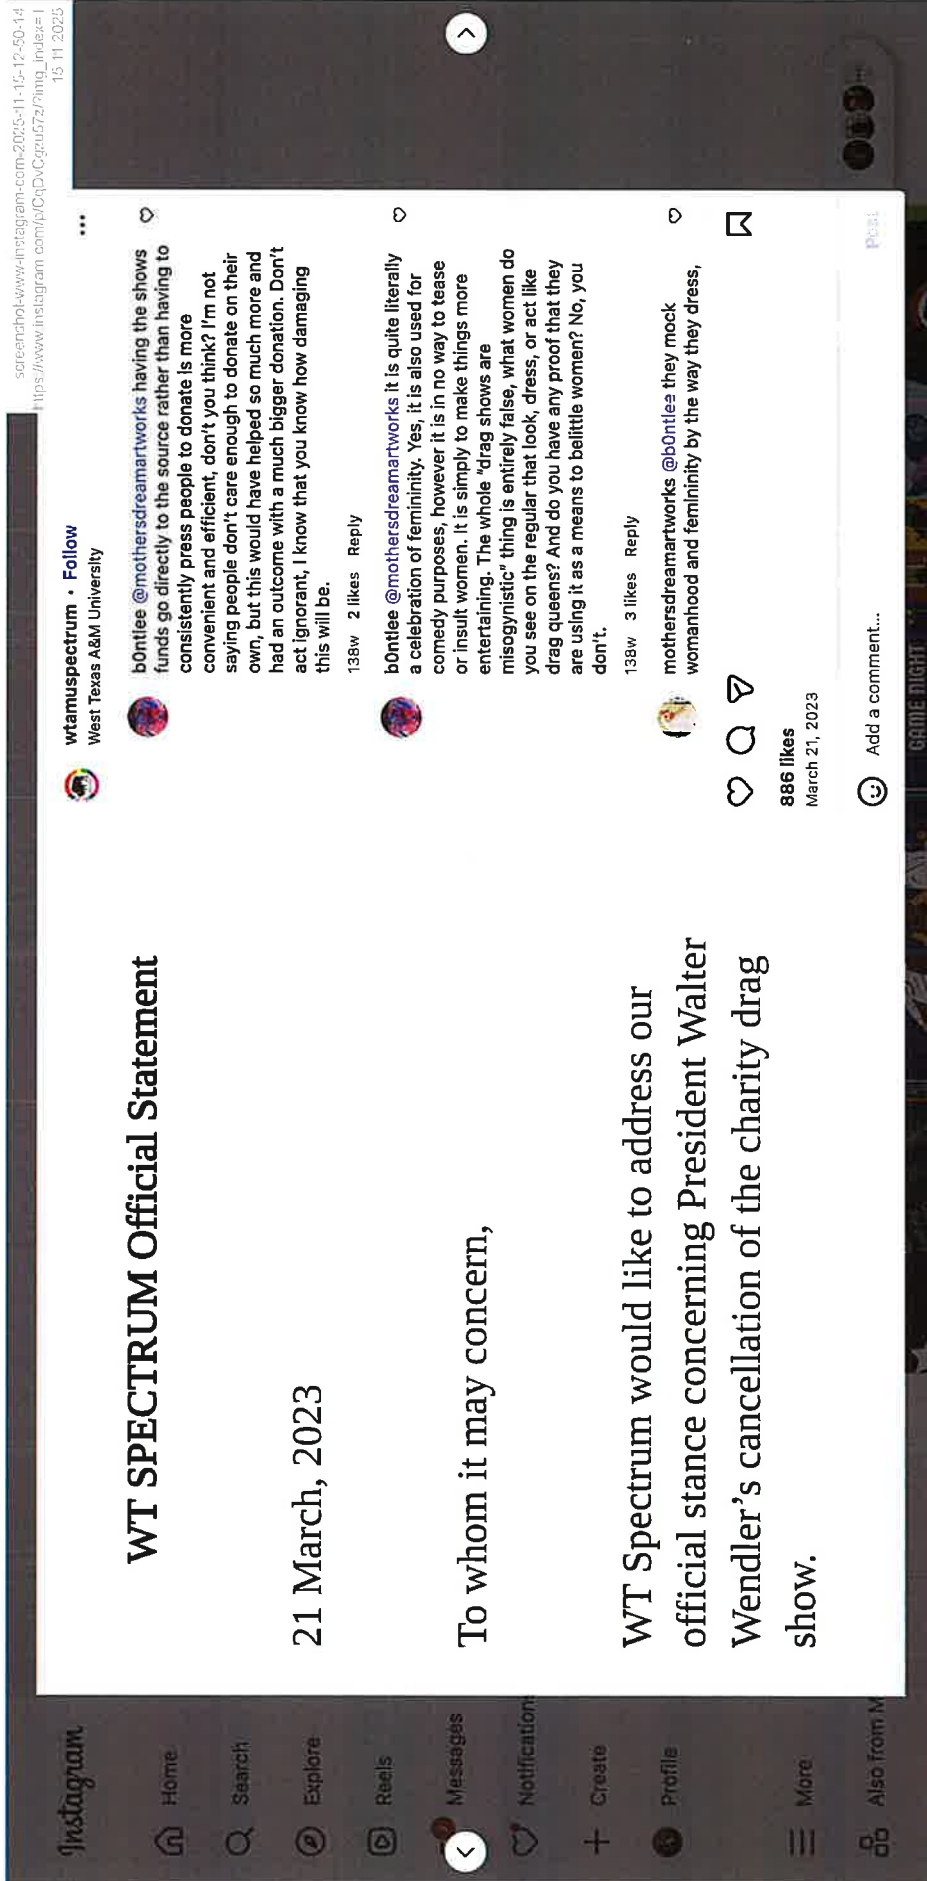 screenshot-www-instagram-com-2025-11-15-12-50-14
https://www.instagram.com/p/CqDvCgzu57z/?img_index=1
15 11 2025
Instagram
Home
Search
Explore
Reels
Messages
Notification
Create
Profile
More
Also from M
WT SPECTRUM Official Statement
21 March, 2023
To whom it may concern,
WT Spectrum would like to address our
official stance concerning President Walter
Wendler’s cancellation of the charity drag
show.
wtamuspectrum • Follow
West Texas A&M University
b0ntlee @mothersdreamartworks having the shows
funds go directly to the source rather than having to
consistently press people to donate is more
convenient and efficient, don't you think? I'm not
saying people don't care enough to donate on their
own, but this would have helped so much more and
had an outcome with a much bigger donation. Don't
act ignorant, I know that you know how damaging
this will be.
138w 2 likes Reply
b0ntlee @mothersdreamartworks it is quite literally
a celebration of femininity. Yes, it is also used for
comedy purposes, however it is in no way to tease
or insult women. It is simply to make things more
entertaining. The whole "drag shows are
misogynistic" thing is entirely false, what women do
you see on the regular that look, dress, or act like
drag queens? And do you have any proof that they
are using it as a means to belittle women? No, you
don't.
138w 3 likes Reply
mothersdreamartworks @b0ntlee they mock
womanhood and femininity by the way they dress,
886 likes
March 21, 2023
Add a comment...
Post
GAME NIGHT